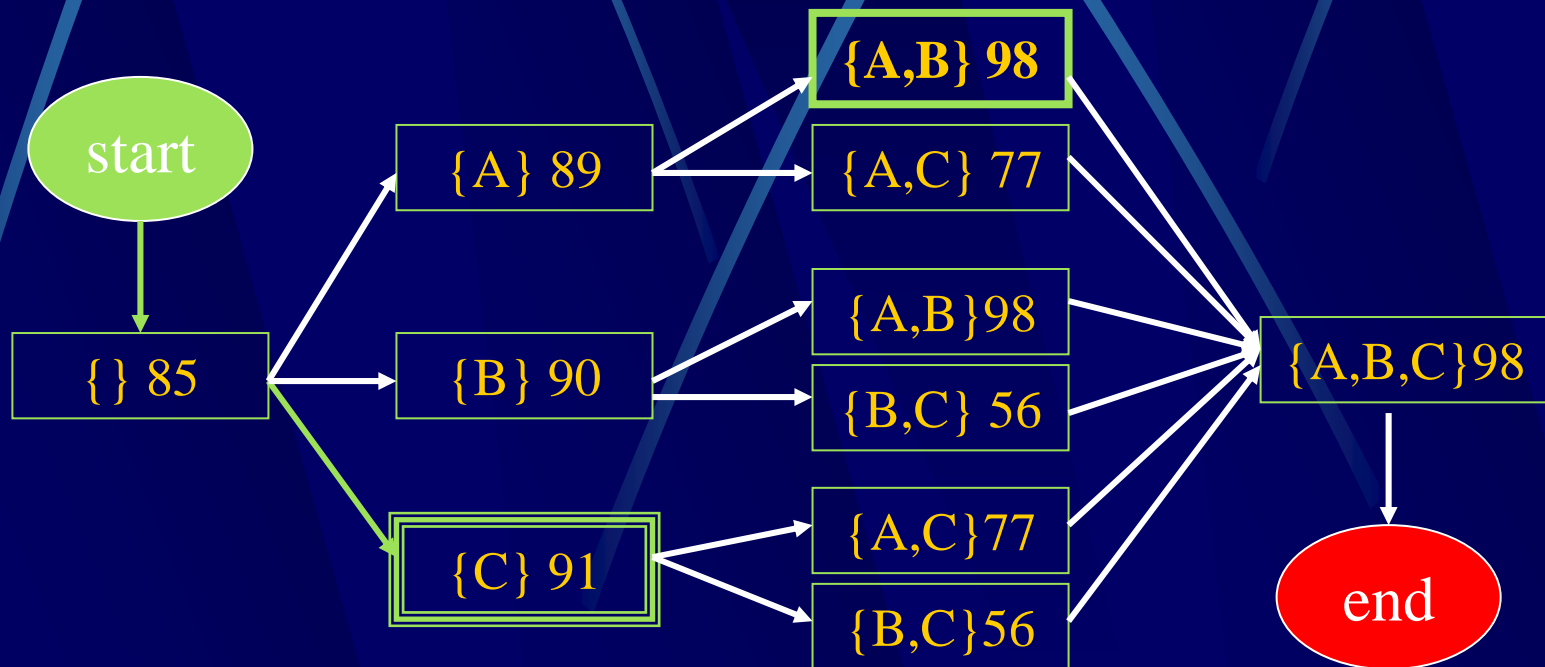 start
{} 85
{A} 89
{B} 90
{C} 91
{A,B} 98
{A,C} 77
{A,B}98
{B,C} 56
{A,C}77
{B,C}56
{A,B,C}98
end